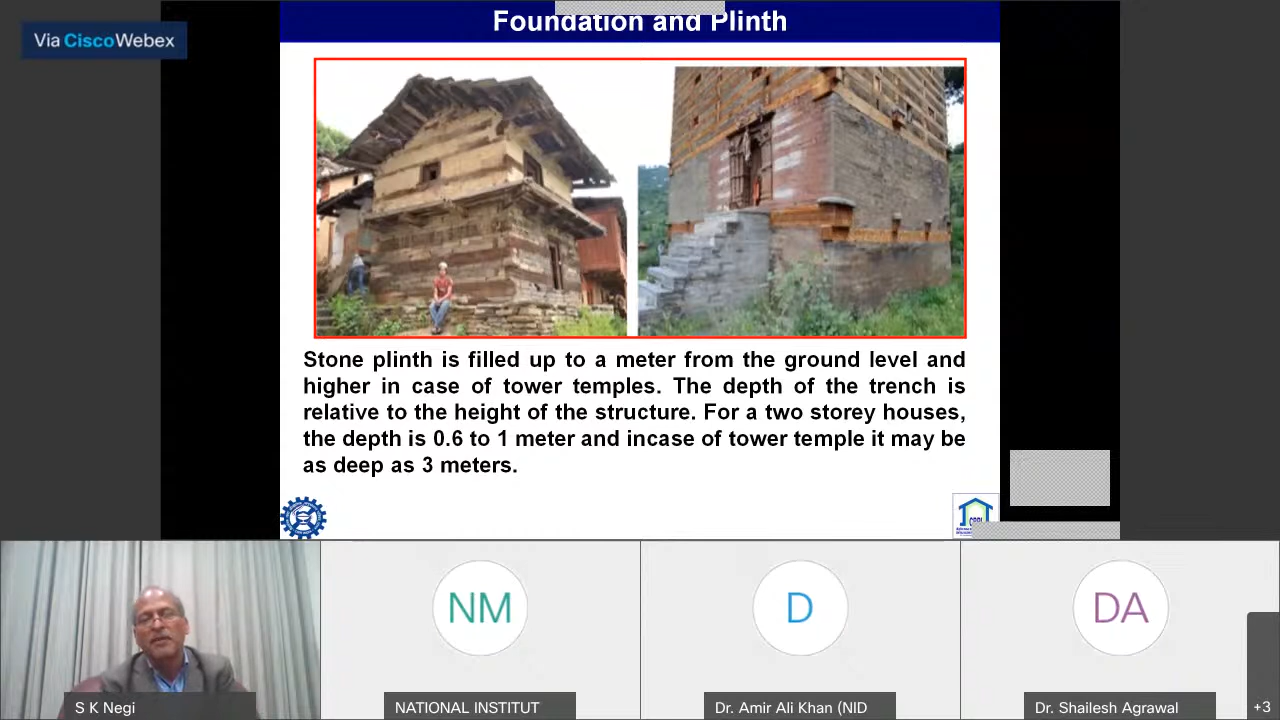 Foundation and Plinth
Via Cisco Webex
Stone plinth is filled up to a meter from the ground level and
higher in case of tower temples. The depth of the trench is
relative to the height of the structure. For a two storey houses,
the depth is 0.6 to 1 meter and incase of tower temple it may be
as deep as 3 meters.
NM
D
DA
S K Negi
NATIONAL INSTITUT
Dr. Amir Ali Khan (NID
Dr. Shailesh Agrawal
+3